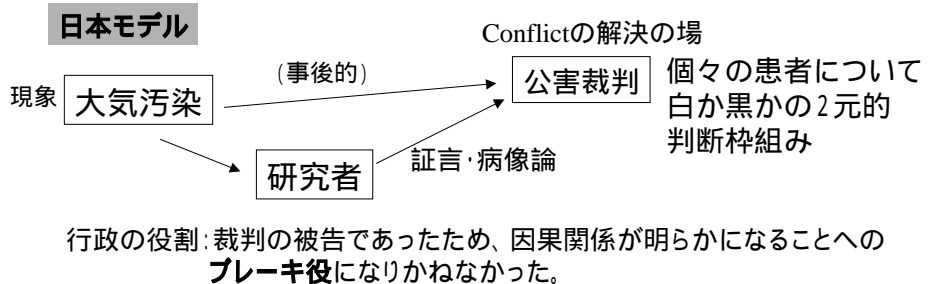 日本モデル
Conflictの解決の場
現象
大気汚染
(事後的)
公害裁判
個々の患者について
白か黒かの2元的
判断枠組み
研究者
証言・病像論
行政の役割:裁判の被告であったため、因果関係が明らかになることへの
ブレーキ役になりかねなかった。